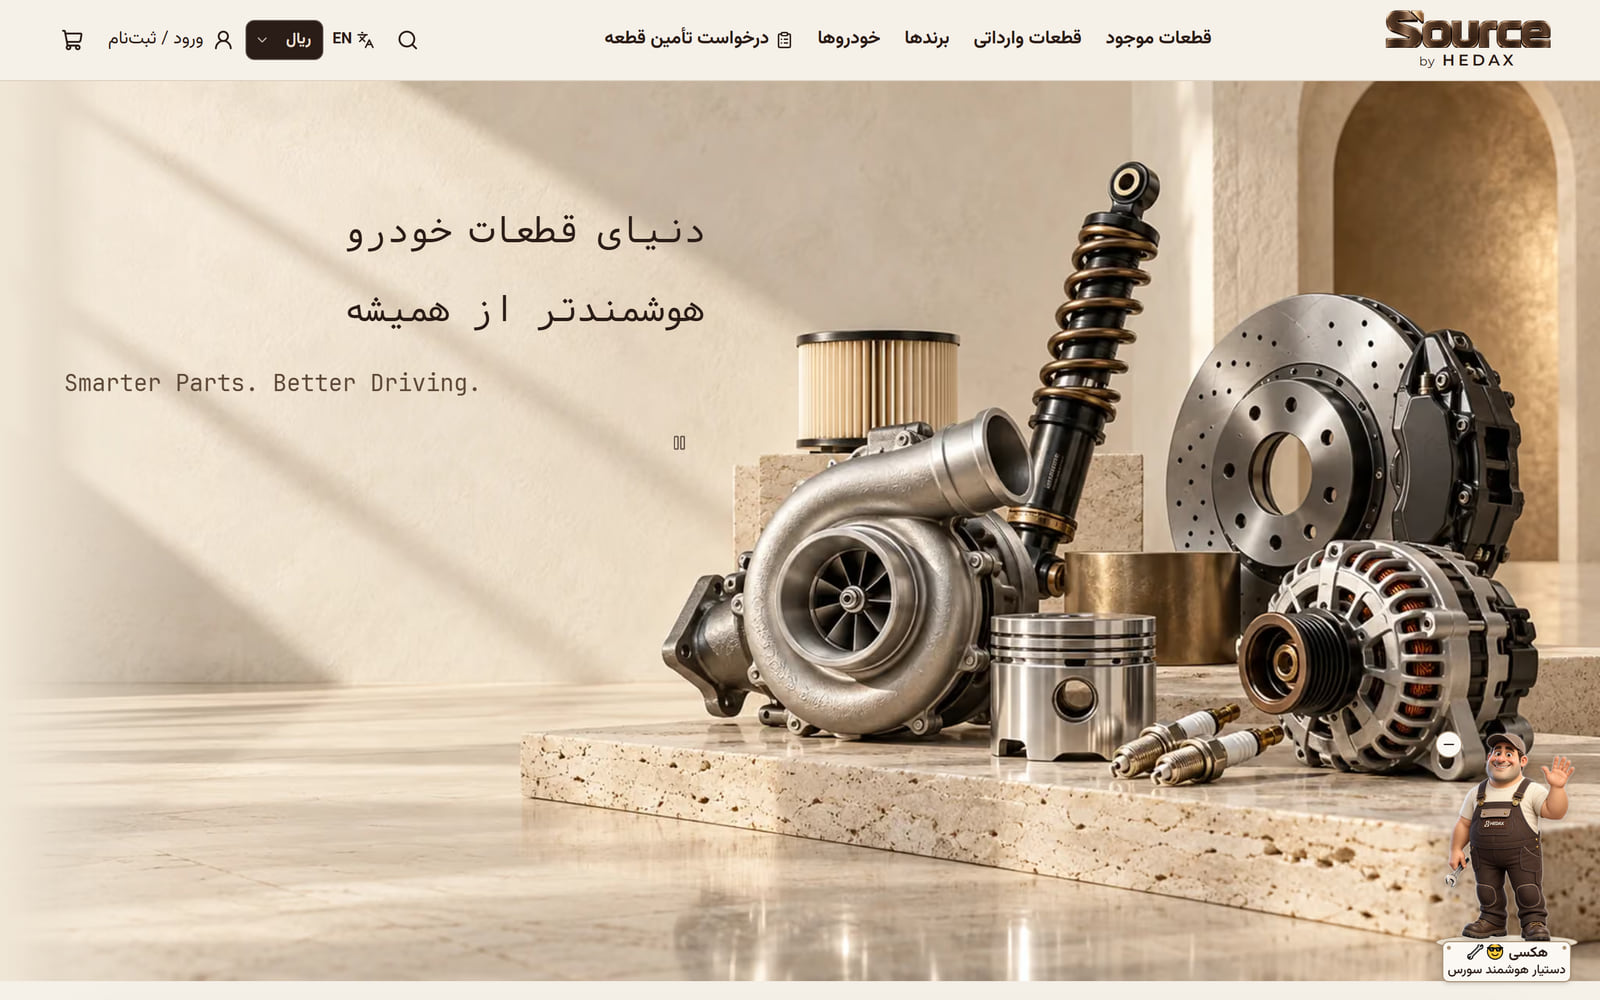 Source
by HEDAX
قطعات موجود
قطعات وارداتی
برندها
خودروها
درخواست تأمین قطعه
EN
ریال
ورود / ثبت‌نام
دنیای قطعات خودرو
هوشمندتر از همیشه
Smarter Parts. Better Driving.
HEDAX
هکسی 😎 🔧
دستیار هوشمند سورس